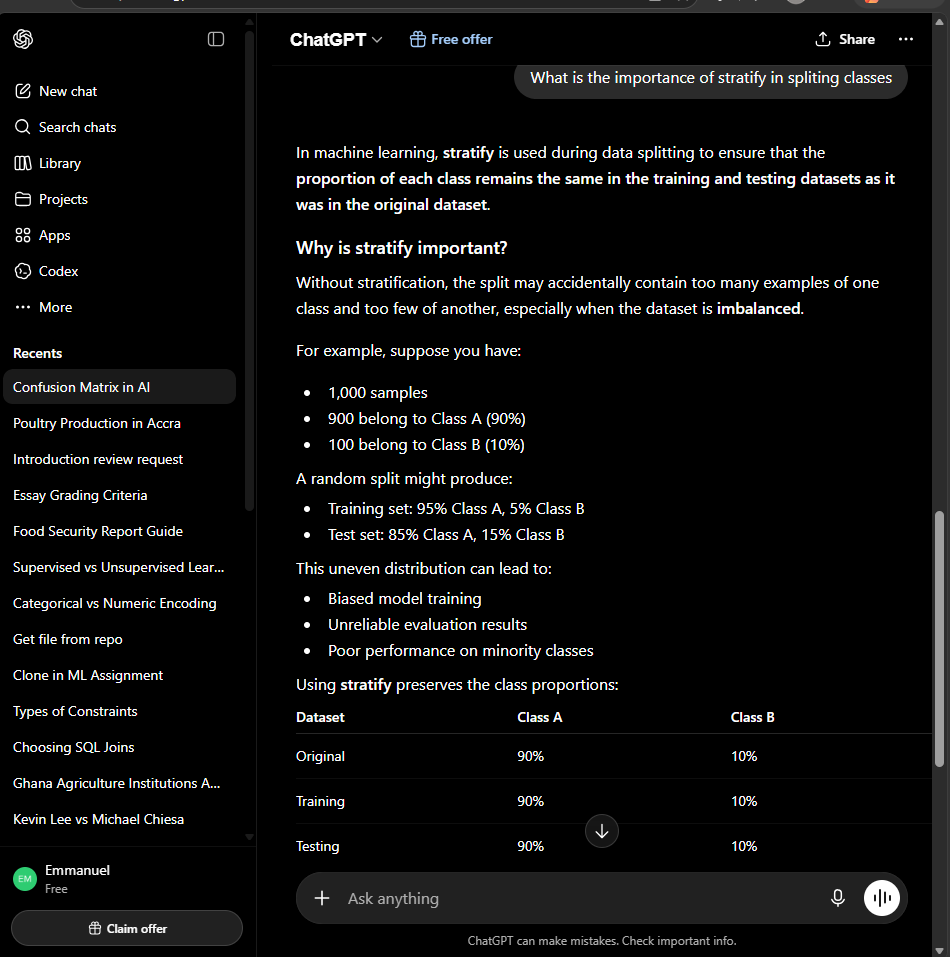 ChatGPT
Free offer
Share
New chat
Search chats
Library
Projects
Apps
Codex
More
Recents
Confusion Matrix in AI
Poultry Production in Accra
Introduction review request
Essay Grading Criteria
Food Security Report Guide
Supervised vs Unsupervised Lear...
Categorical vs Numeric Encoding
Get file from repo
Clone in ML Assignment
Types of Constraints
Choosing SQL Joins
Ghana Agriculture Institutions A...
Kevin Lee vs Michael Chiesa
EM
Emmanuel
Free
Claim offer
What is the importance of stratify in spliting classes
In machine learning, stratify is used during data splitting to ensure that the
proportion of each class remains the same in the training and testing datasets as it
was in the original dataset.
Why is stratify important?
Without stratification, the split may accidentally contain too many examples of one
class and too few of another, especially when the dataset is imbalanced.
For example, suppose you have:
• 1,000 samples
• 900 belong to Class A (90%)
• 100 belong to Class B (10%)
A random split might produce:
• Training set: 95% Class A, 5% Class B
• Test set: 85% Class A, 15% Class B
This uneven distribution can lead to:
• Biased model training
• Unreliable evaluation results
• Poor performance on minority classes
Using stratify preserves the class proportions:
Dataset Class A Class B
Original 90% 10%
Training 90% 10%
Testing 90% 10%
Ask anything
ChatGPT can make mistakes. Check important info.